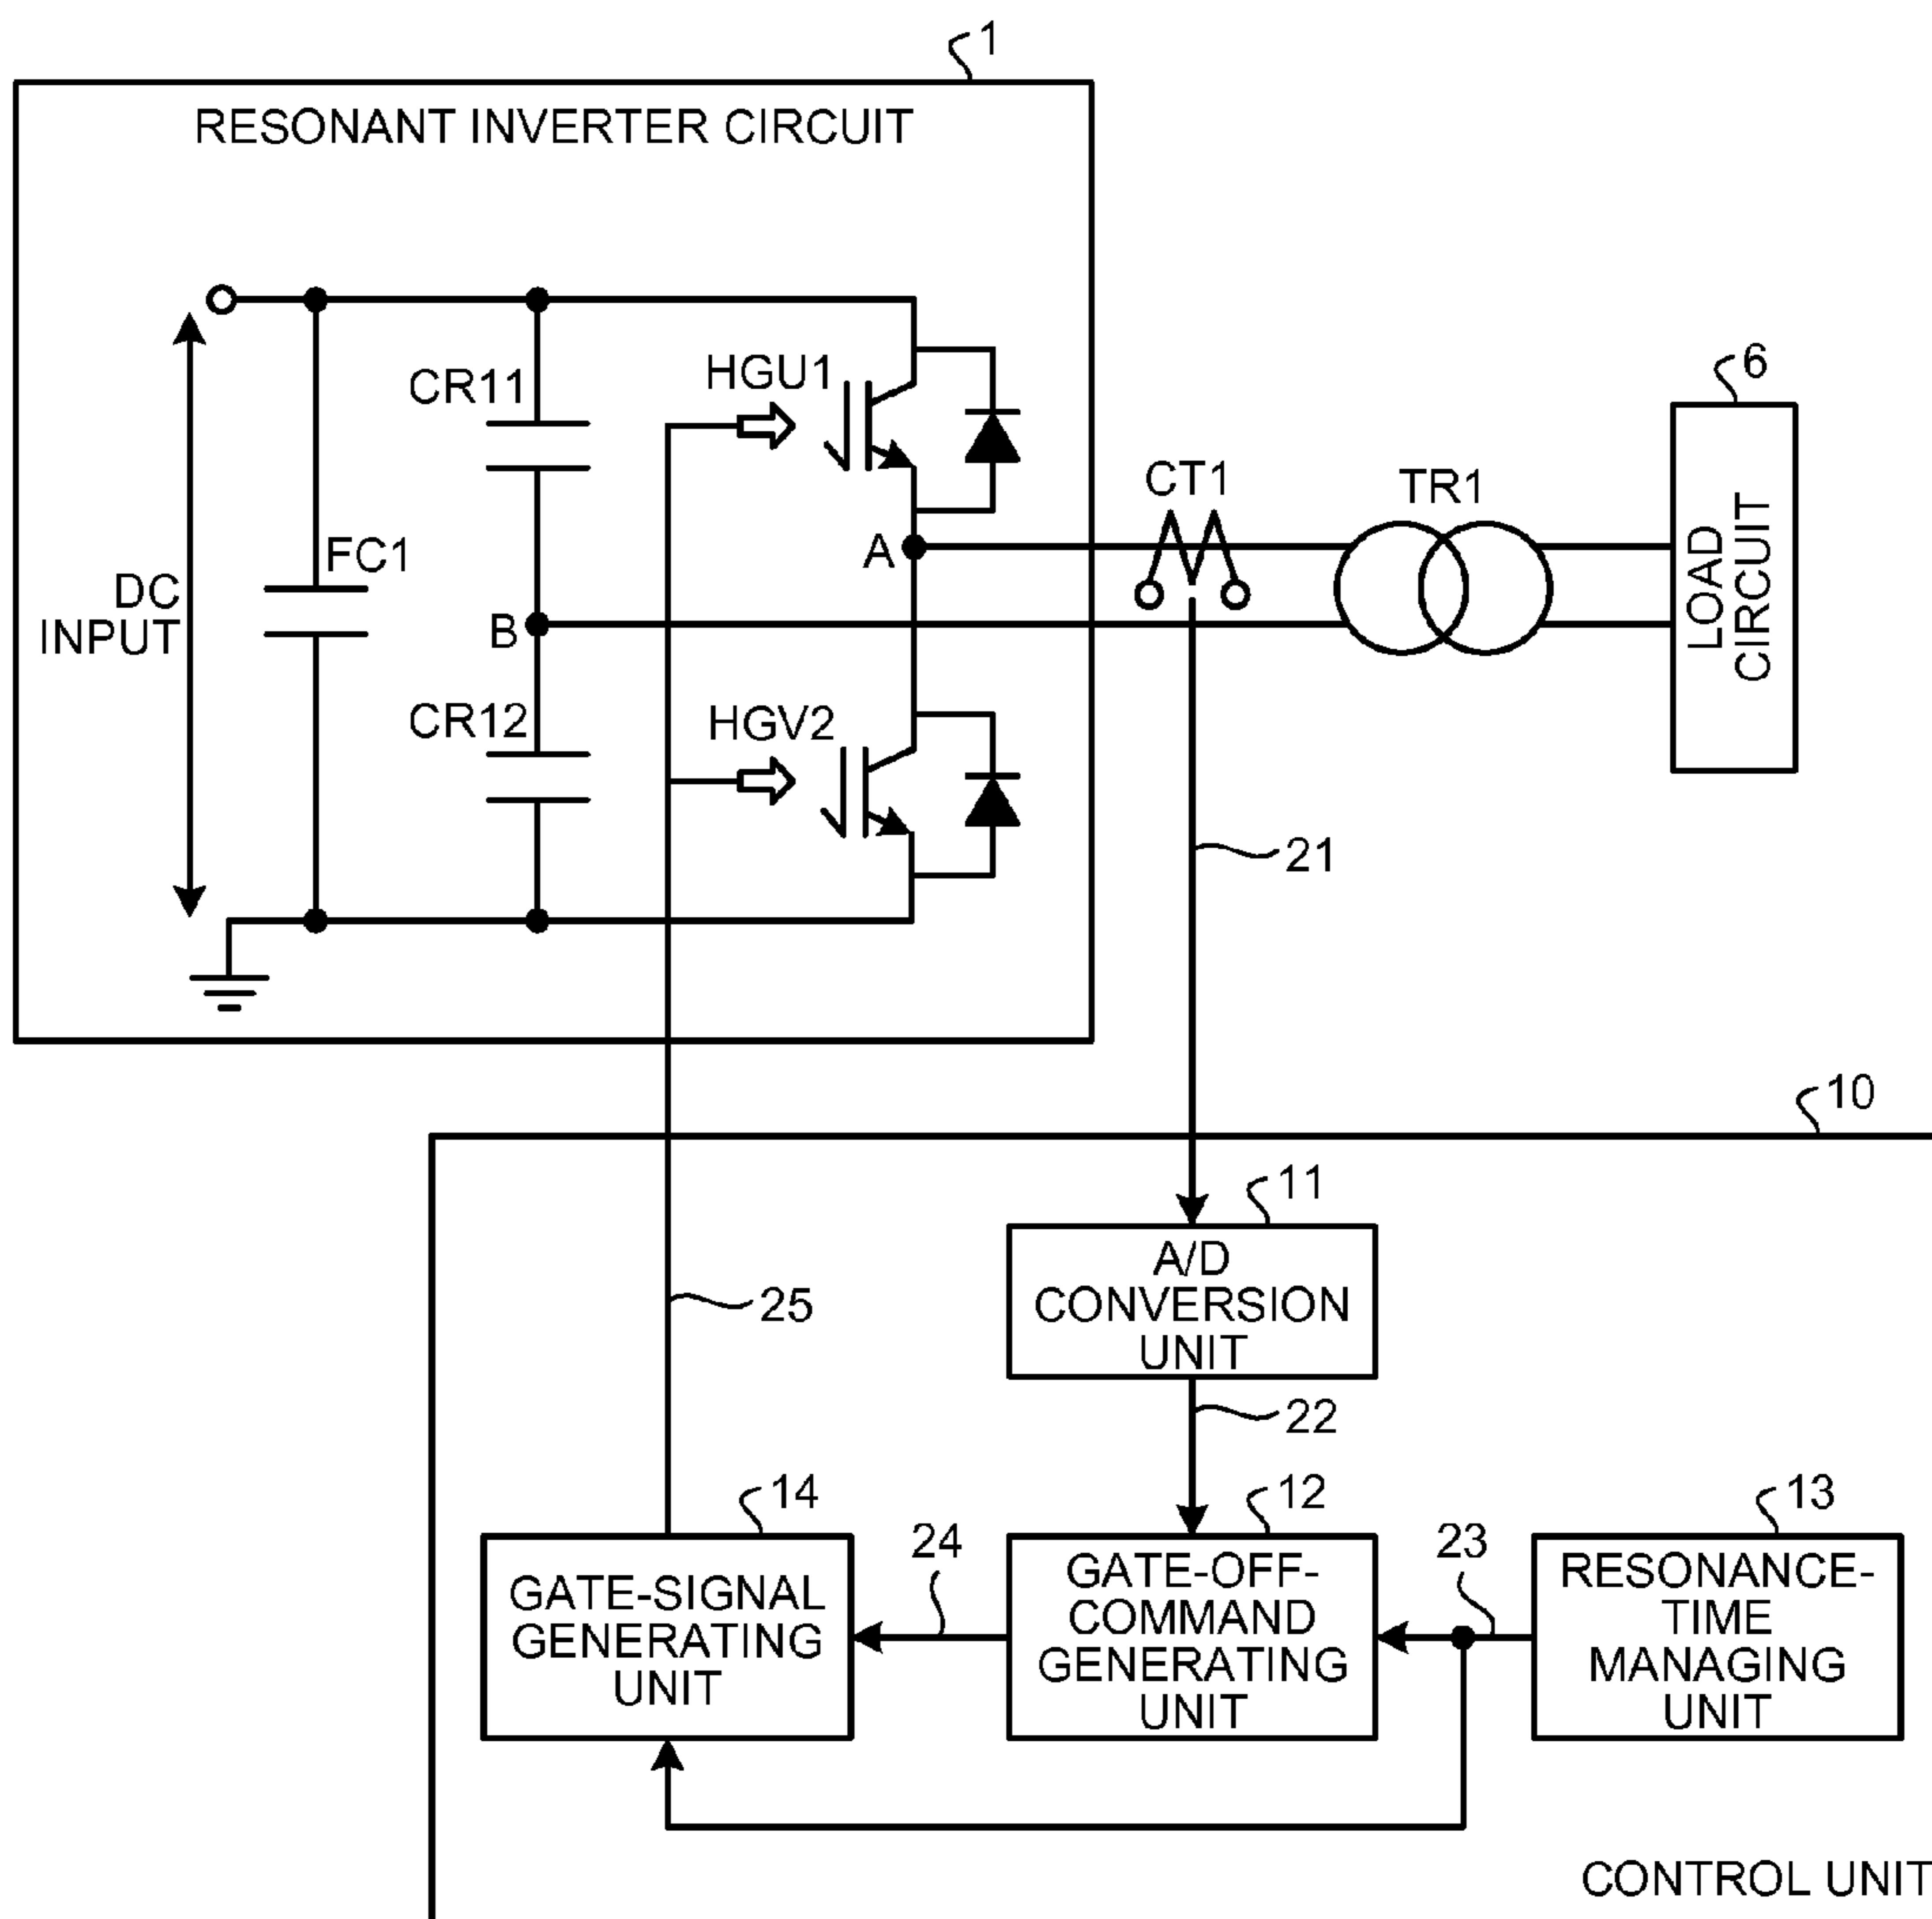 1
RESONANT INVERTER CIRCUIT
HGU1
CR11
6
CT1
TR1
LOAD
CIRCUIT
A
FC1
DC
INPUT
B
CR12
HGV2
21
10
11
A/D
CONVERSION
UNIT
25
22
14
12
13
24
23
GATE-SIGNAL
GENERATING
UNIT
GATE-OFF-
COMMAND
GENERATING
UNIT
RESONANCE-
TIME
MANAGING
UNIT
CONTROL UNIT